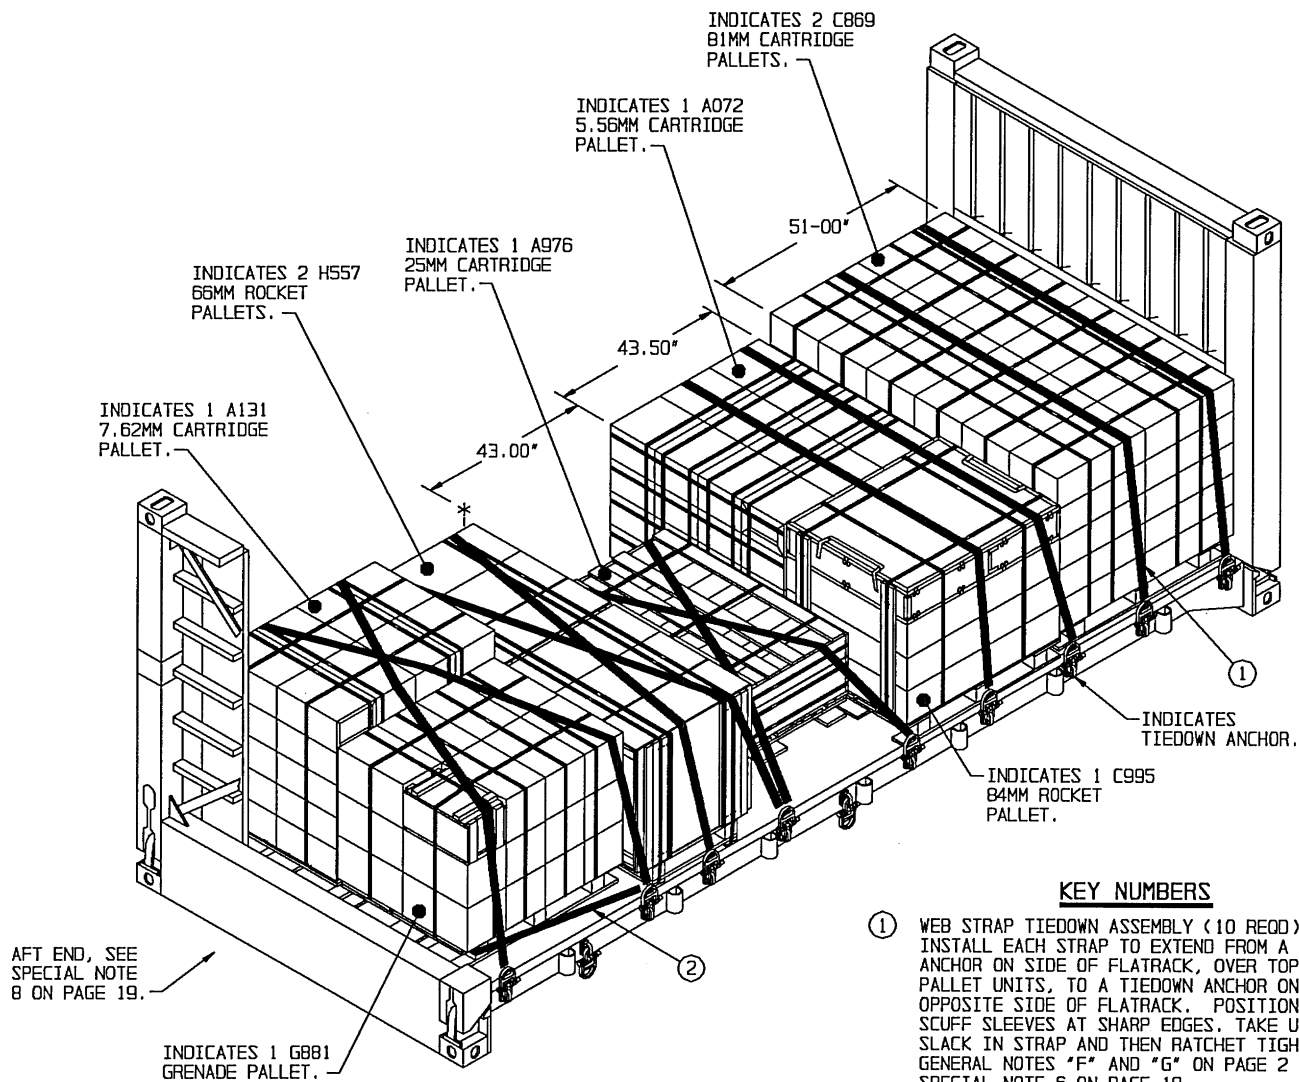 INDICATES 2 C869
81MM CARTRIDGE
PALLETS.
INDICATES 1 A072
5.56MM CARTRIDGE
PALLET.
51-00"
INDICATES 1 A976
25MM CARTRIDGE
PALLET.
INDICATES 2 H557
66MM ROCKET
PALLETS.
43.50"
INDICATES 1 A131
7.62MM CARTRIDGE
PALLET.
43.00"
*
1
INDICATES
TIEDOWN ANCHOR.
INDICATES 1 C995
84MM ROCKET
PALLET.
2
AFT END, SEE
SPECIAL NOTE
8 ON PAGE 19.
INDICATES 1 G881
GRENADE PALLET.
KEY NUMBERS
1 WEB STRAP TIEDOWN ASSEMBLY (10 REQD)
INSTALL EACH STRAP TO EXTEND FROM A
ANCHOR ON SIDE OF FLATRACK, OVER TOP
PALLET UNITS, TO A TIEDOWN ANCHOR ON
OPPOSITE SIDE OF FLATRACK. POSITION
SCUFF SLEEVES AT SHARP EDGES. TAKE U
SLACK IN STRAP AND THEN RATCHET TIGH
GENERAL NOTES "F" AND "G" ON PAGE 2